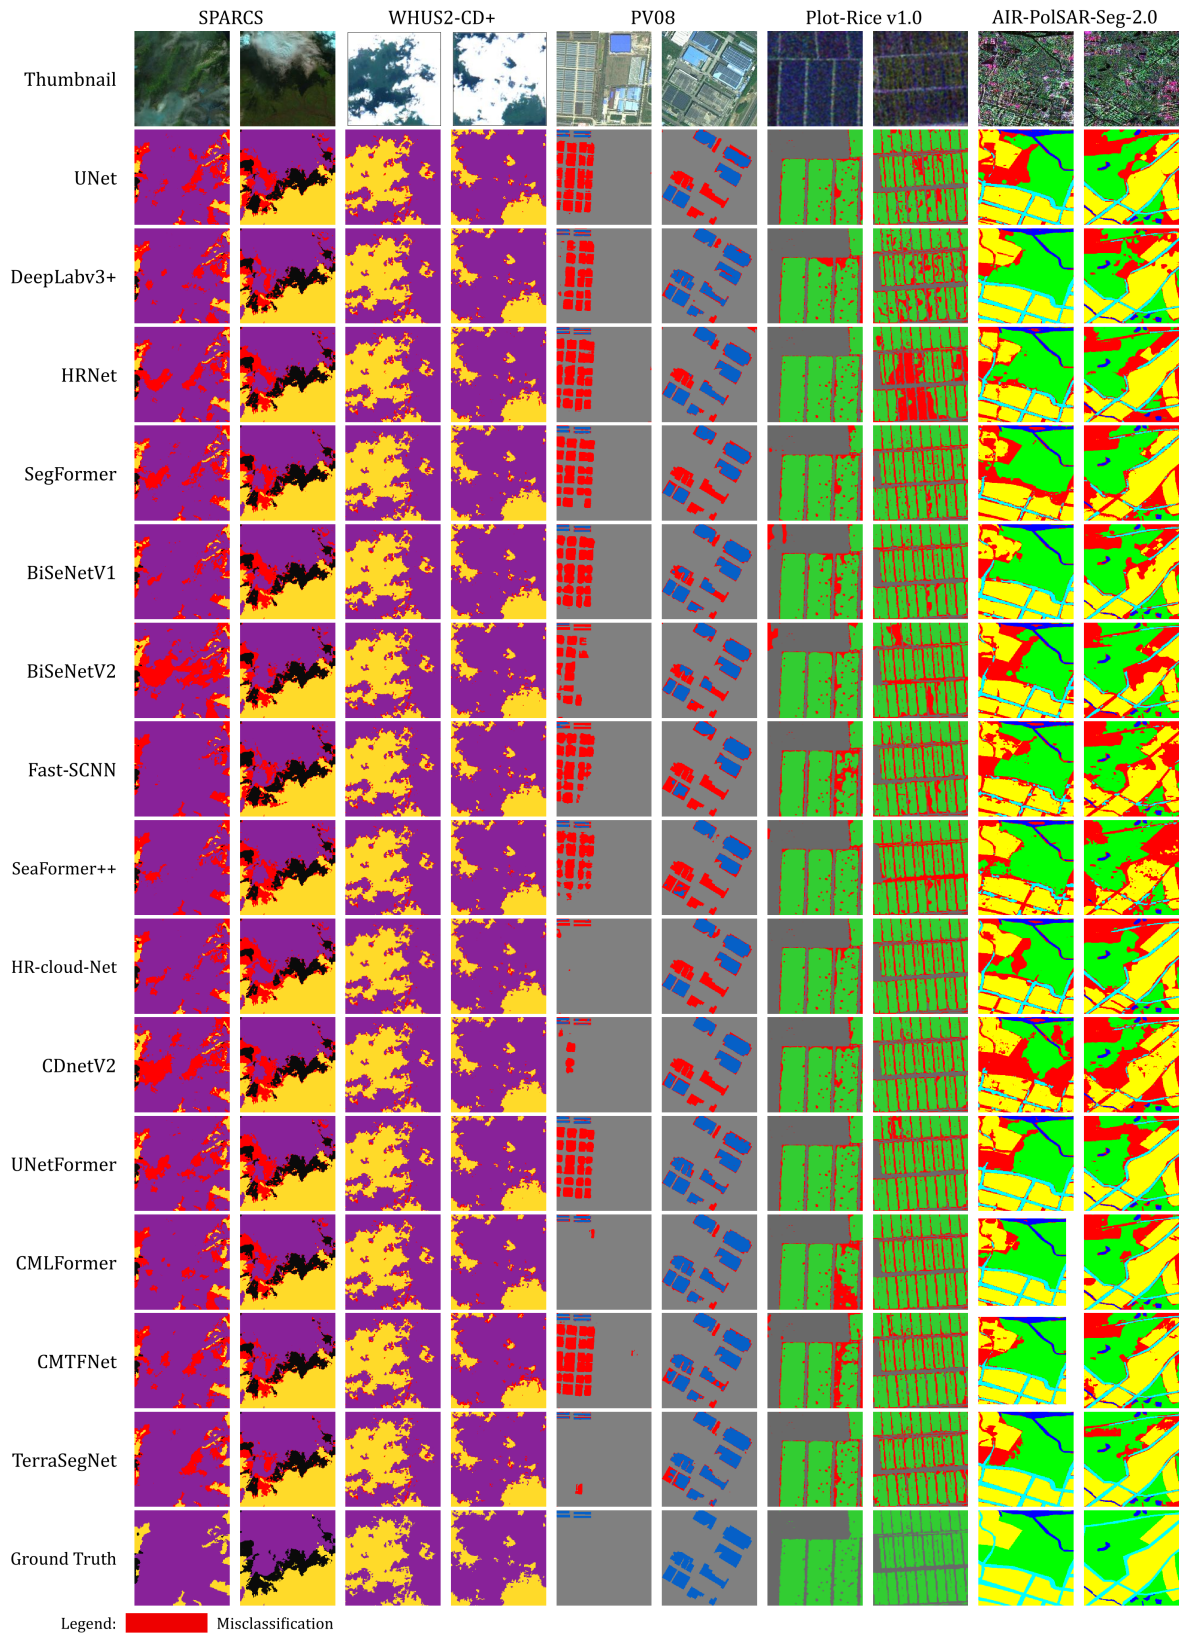 SPARCS WHUS2-CD+ PV08 Plot-Rice v1.0 AIR-PolSAR-Seg-2.0
Thumbnail
UNet
DeepLabv3+
HRNet
SegFormer
BiSeNetV1
BiSeNetV2
Fast-SCNN
SeaFormer++
HR-cloud-Net
CDnetV2
UNetFormer
CMLFormer
CMTFNet
TerraSegNet
Ground Truth
Legend: Misclassification